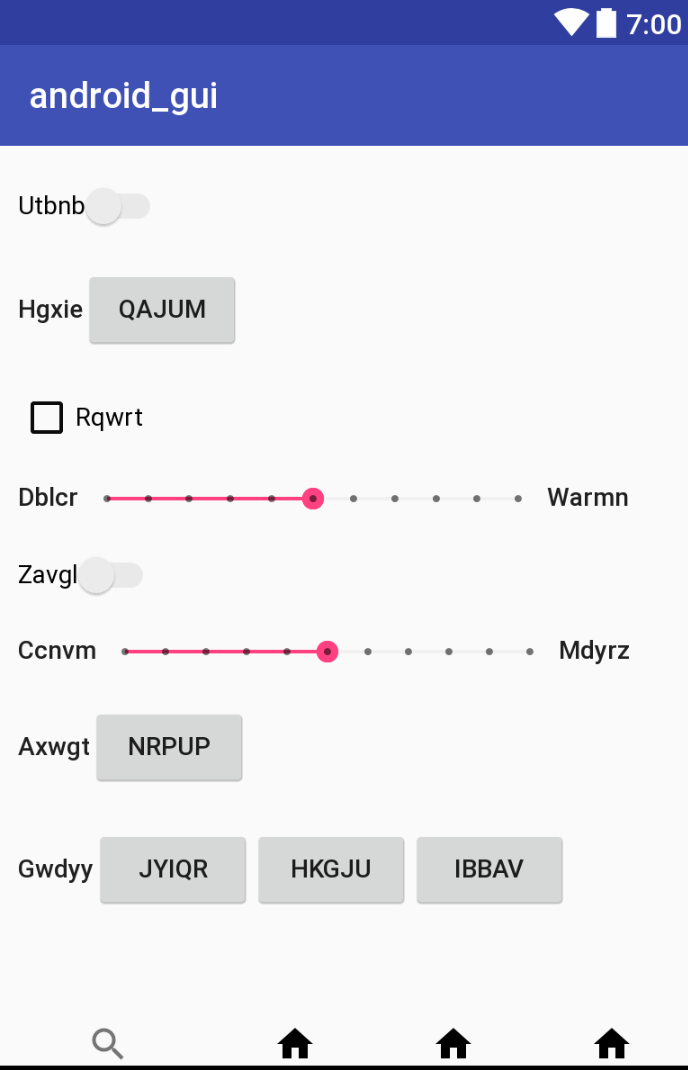 7:00
android_gui
Utbnb
Hgxie QAJUM
Rqwrt
Dblcr Warmn
Zavgl
Ccnvm Mdyrz
Axwgt NRPUP
Gwdyy JYIQR HKGJU IBBAV